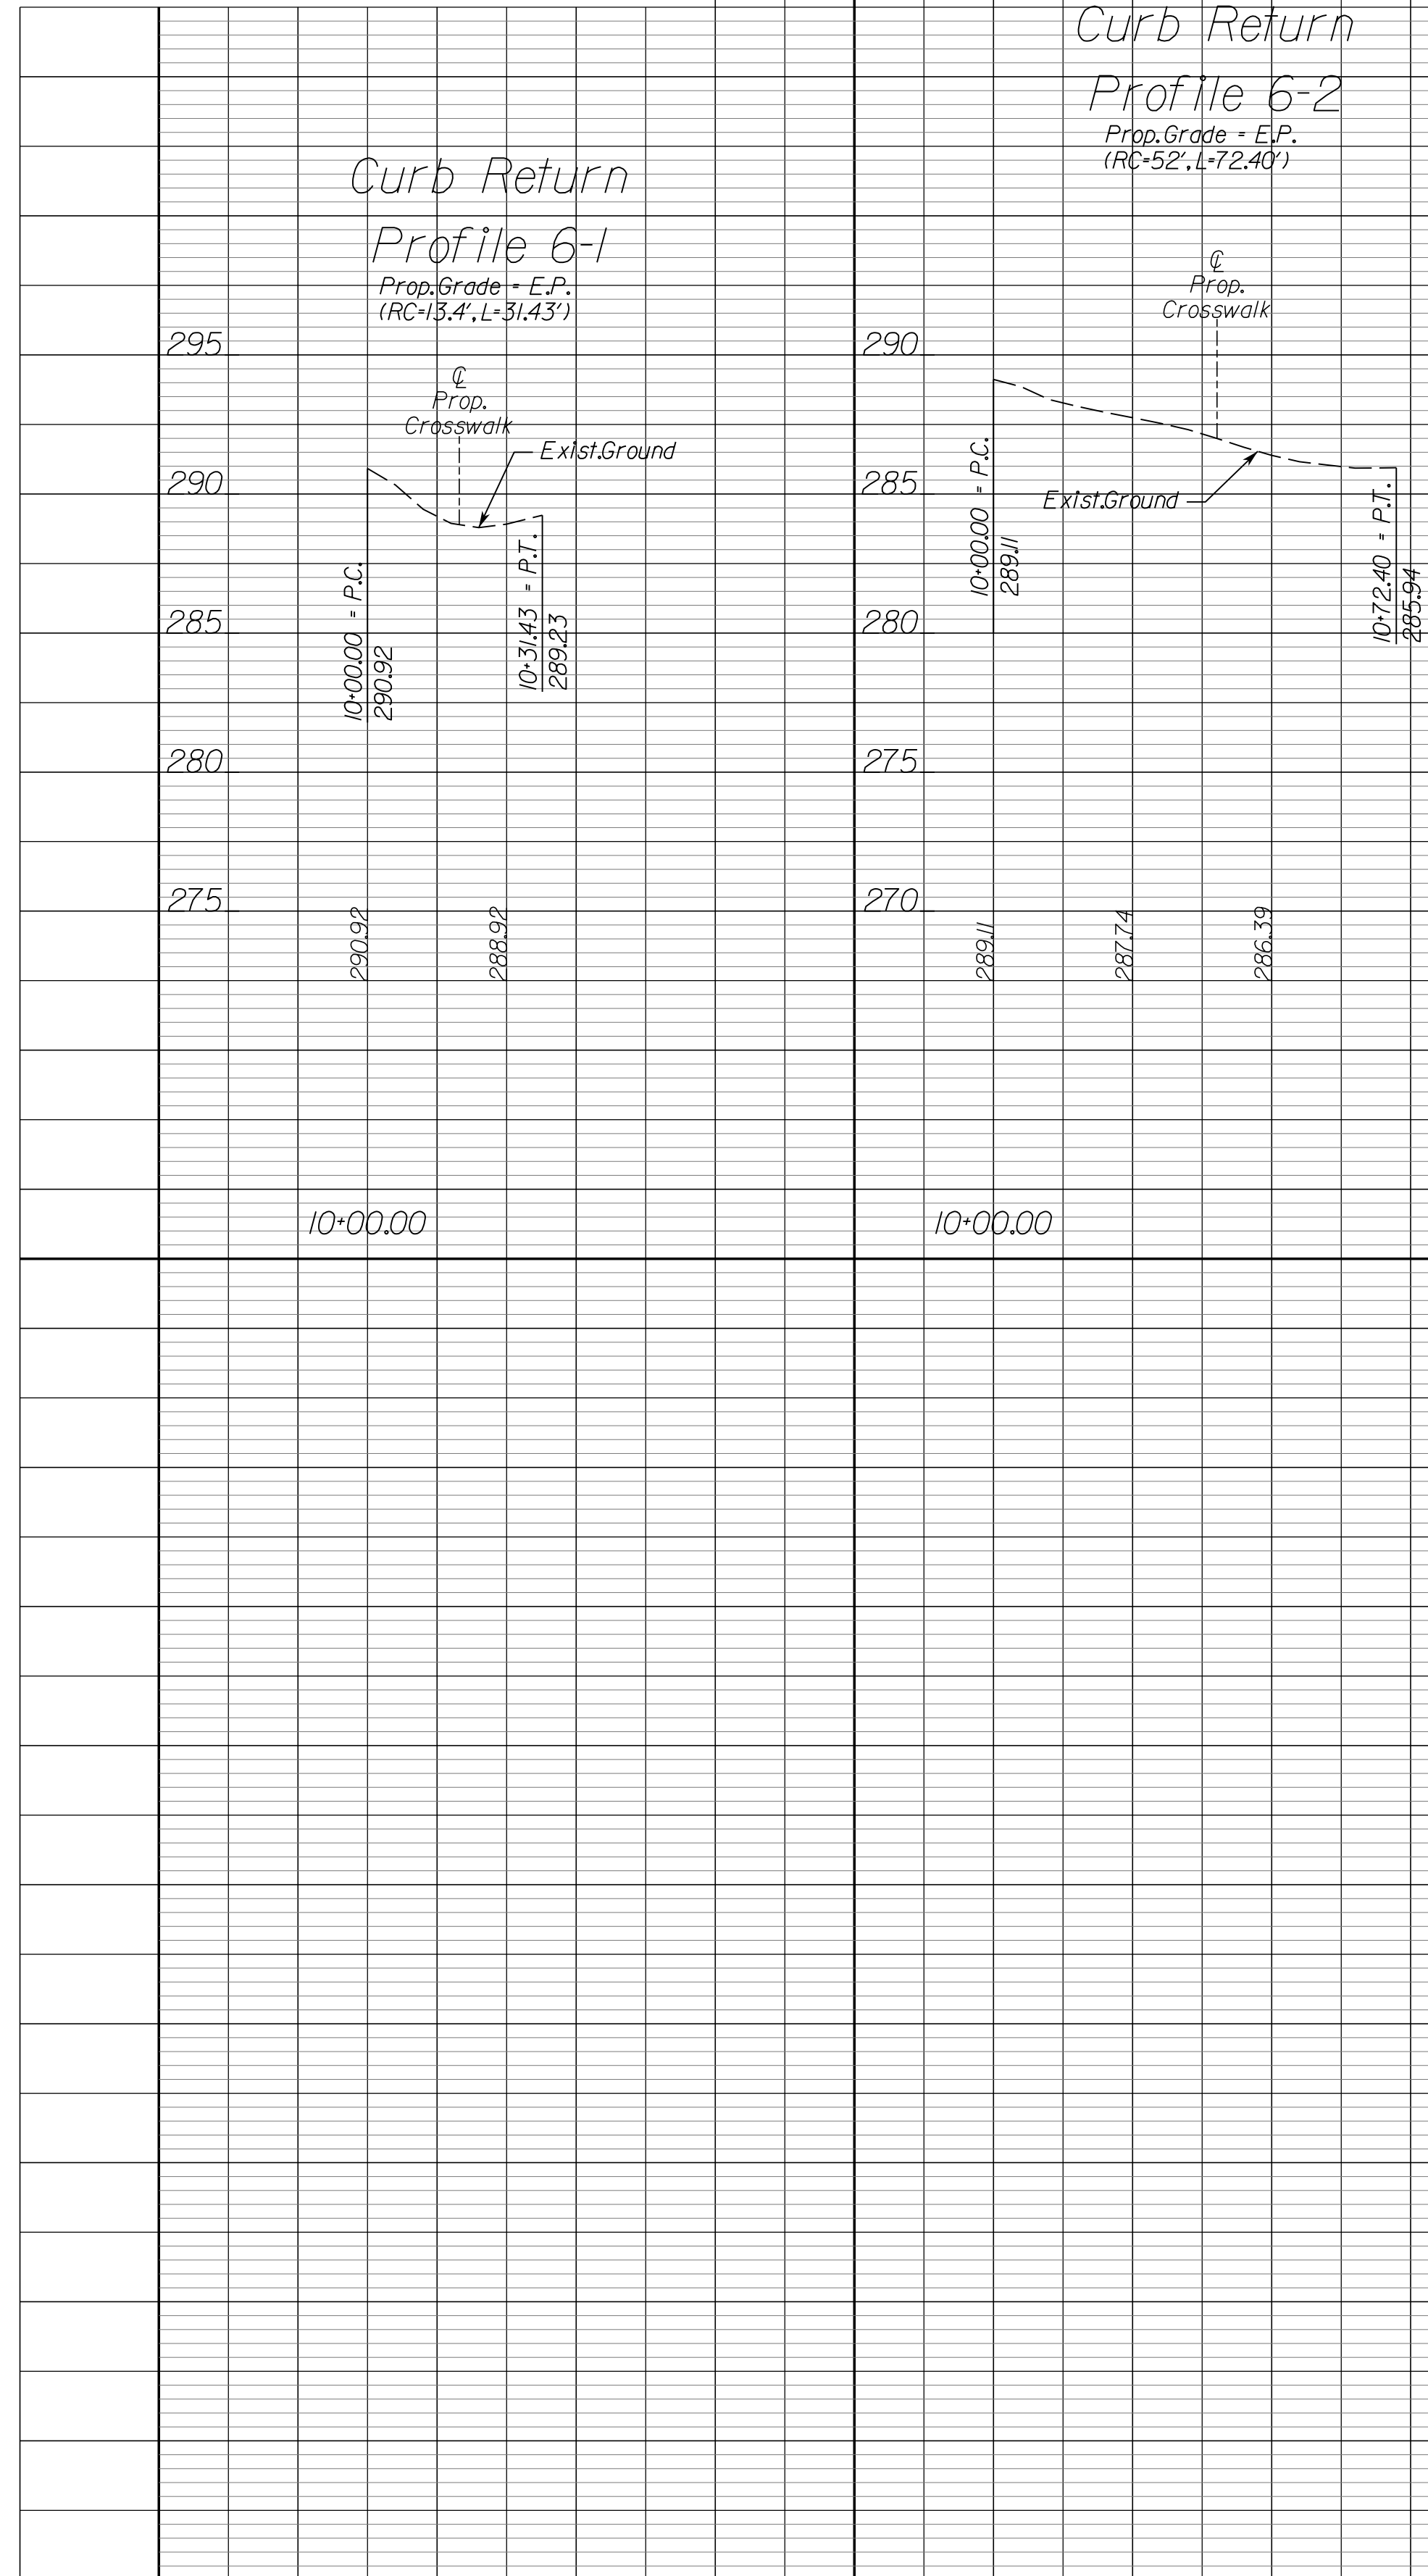 Curb Return
Profile 6-1
Prop. Grade = E.P.
(RC=13.4', L=31.43')
295
290
285
280
275
℄
Prop.
Crosswalk
Exist. Ground
10+00.00 = P.C.
290.92
10+31.43 = P.T.
289.23
290.92
288.92
10+00.00
Curb Return
Profile 6-2
Prop. Grade = E.P.
(RC=52', L=72.40')
290
285
280
275
270
℄
Prop.
Crosswalk
Exist. Ground
10+00.00 = P.C.
289.11
10+72.40 = P.T.
285.94
289.11
287.74
286.39
10+00.00